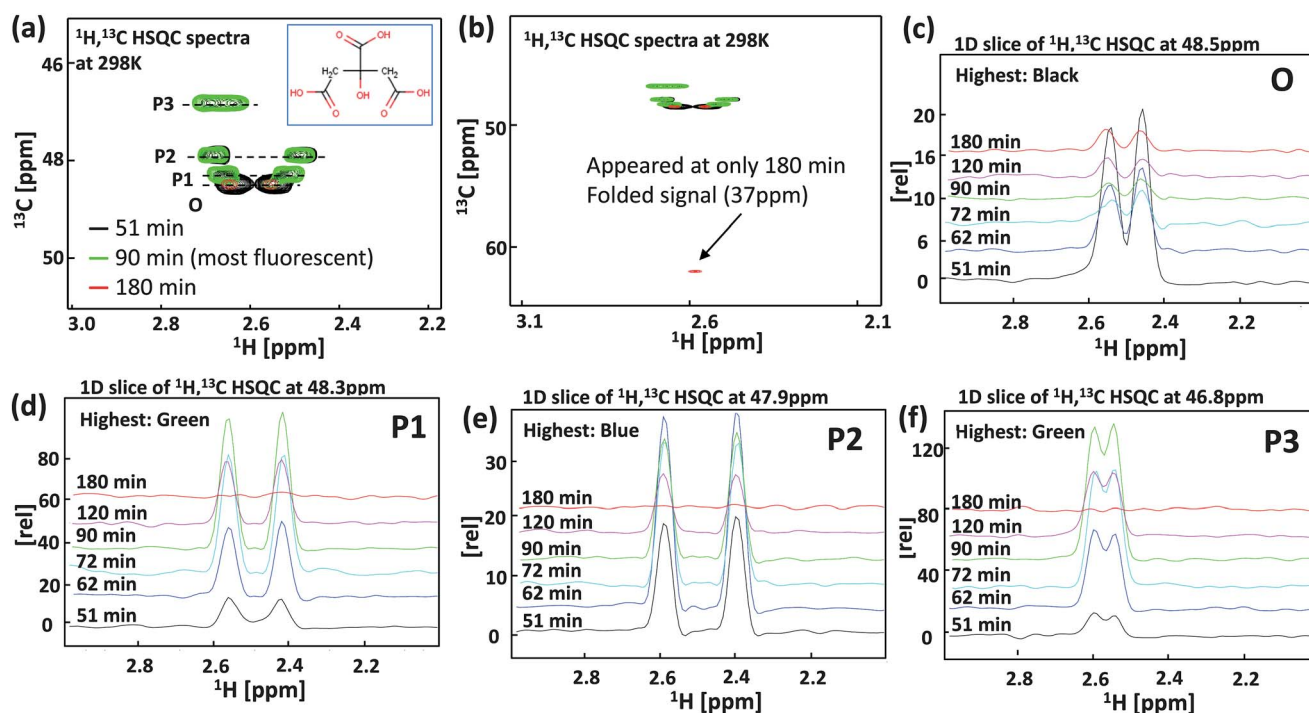 (a)
¹H,¹³C HSQC spectra
at 298K
OH
O
H₂C
CH₂
HO
OH
OH
O
O
46
48
50
¹³C [ppm]
P3
P2
P1
O
51 min
90 min (most fluorescent)
180 min
3.0 2.8 2.6 2.4 2.2
¹H [ppm]
(b)
¹H,¹³C HSQC spectra at 298K
50
60
¹³C [ppm]
Appeared at only 180 min
Folded signal (37ppm)
3.1 2.6 2.1
¹H [ppm]
(c)
1D slice of ¹H,¹³C HSQC at 48.5ppm
Highest: Black
O
20
16
10
6
0
[rel]
180 min
120 min
90 min
72 min
62 min
51 min
2.8 2.6 2.4 2.2
¹H [ppm]
(d)
1D slice of ¹H,¹³C HSQC at 48.3ppm
Highest: Green
P1
80
60
40
20
0
[rel]
180 min
120 min
90 min
72 min
62 min
51 min
2.8 2.6 2.4 2.2
¹H [ppm]
(e)
1D slice of ¹H,¹³C HSQC at 47.9ppm
Highest: Blue
P2
30
20
10
0
[rel]
180 min
120 min
90 min
72 min
62 min
51 min
2.8 2.6 2.4 2.2
¹H [ppm]
(f)
1D slice of ¹H,¹³C HSQC at 46.8ppm
Highest: Green
P3
120
80
40
0
[rel]
180 min
120 min
90 min
72 min
62 min
51 min
2.8 2.6 2.4 2.2
¹H [ppm]